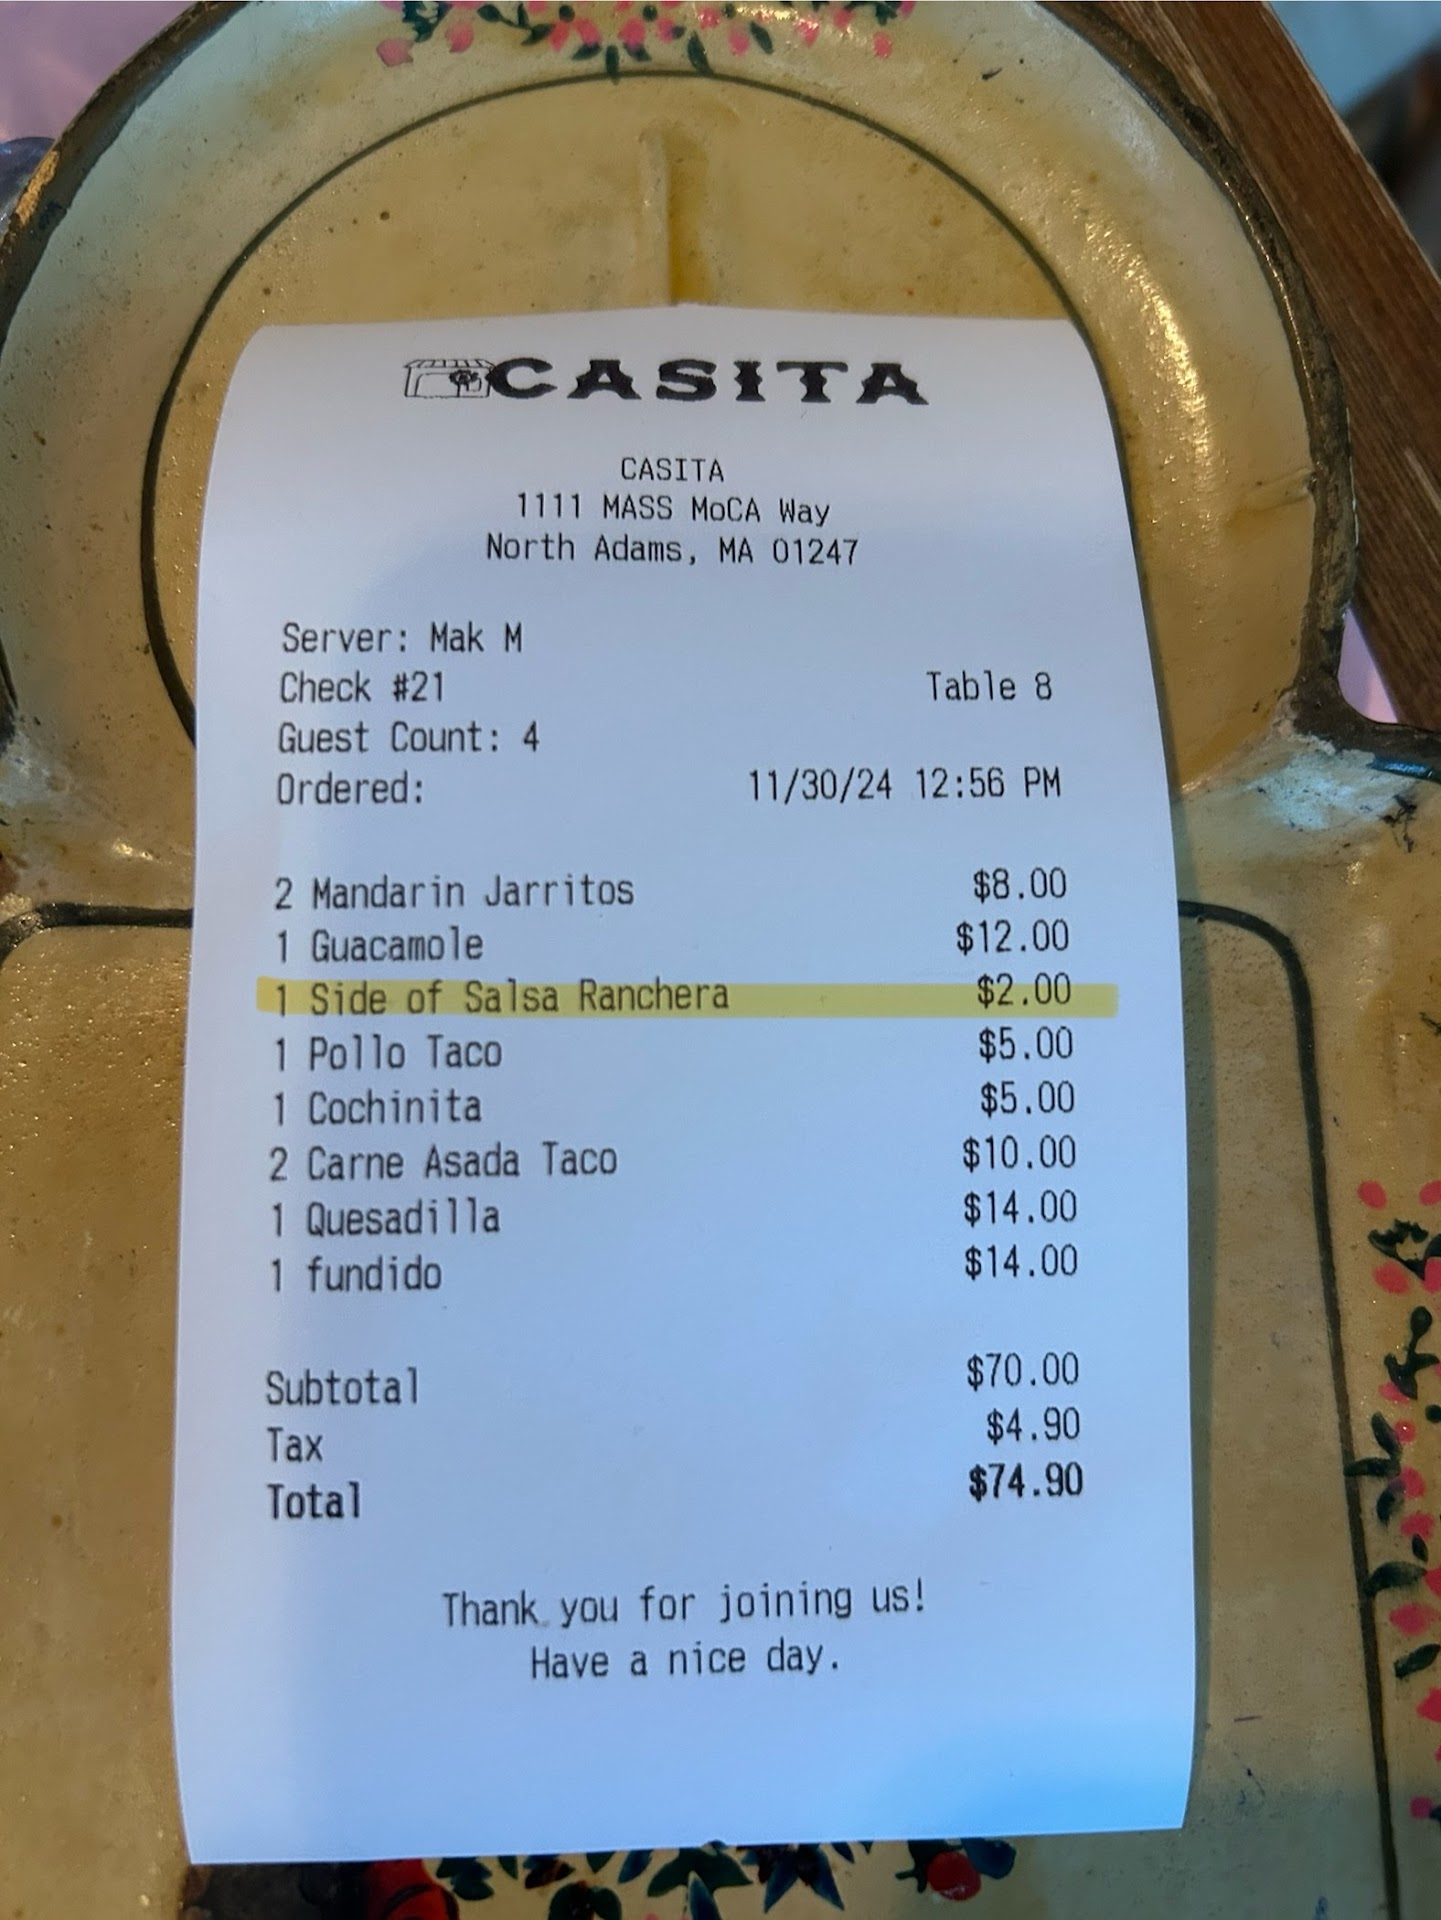 CASITA
CASITA
1111 MASS MoCA Way
North Adams, MA 01247
Server: Mak M
Check #21 Table 8
Guest Count: 4
Ordered: 11/30/24 12:56 PM
2 Mandarin Jarritos $8.00
1 Guacamole $12.00
1 Side of Salsa Ranchera $2.00
1 Pollo Taco $5.00
1 Cochinita $5.00
2 Carne Asada Taco $10.00
1 Quesadilla $14.00
1 fundido $14.00
Subtotal $70.00
Tax $4.90
Total $74.90
Thank you for joining us!
Have a nice day.